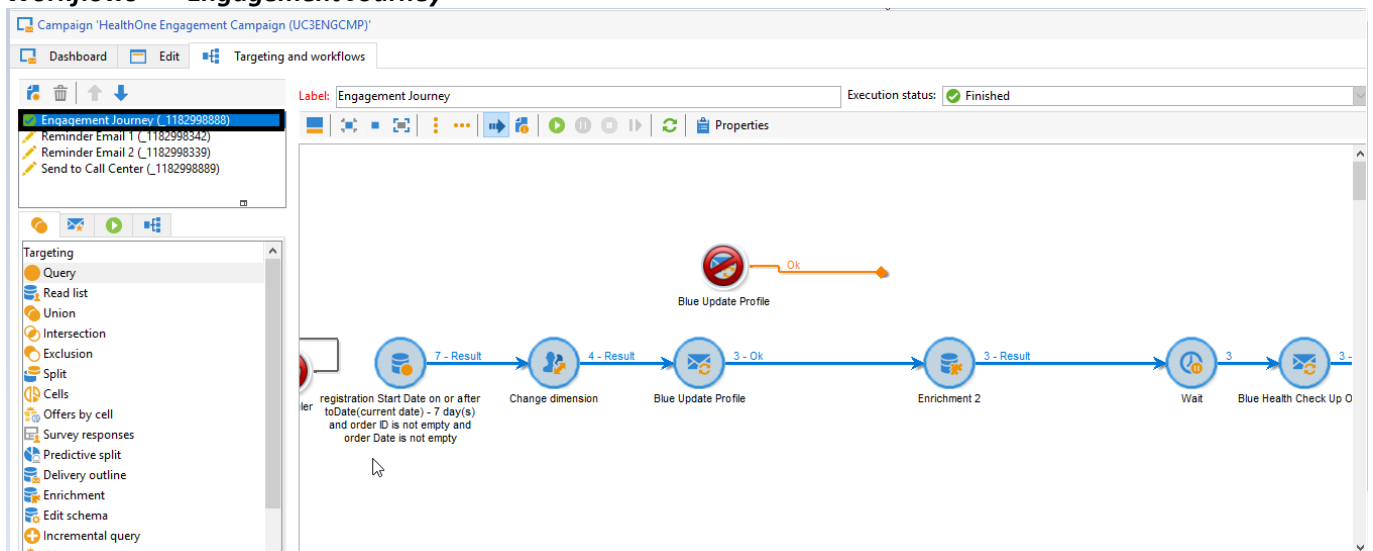 Campaign 'HealthOne Engagement Campaign (UC3ENGCMP)'
Dashboard Edit Targeting and workflows
Label: Engagement Journey Execution status: Finished
Engagement Journey (_1182998888)
Reminder Email 1 (_1182998342)
Reminder Email 2 (_1182998339)
Send to Call Center (_1182998889)
Properties
Targeting
Query
Read list
Union
Intersection
Exclusion
Split
Cells
Offers by cell
Survey responses
Predictive split
Delivery outline
Enrichment
Edit schema
Incremental query
Ok
Blue Update Profile
7 - Result
4 - Result
3 - Ok
3 - Result
3
3 -
ler
registration Start Date on or after
toDate(current date) - 7 day(s)
and order ID is not empty and
order Date is not empty
Change dimension
Blue Update Profile
Enrichment 2
Wait
Blue Health Check Up O